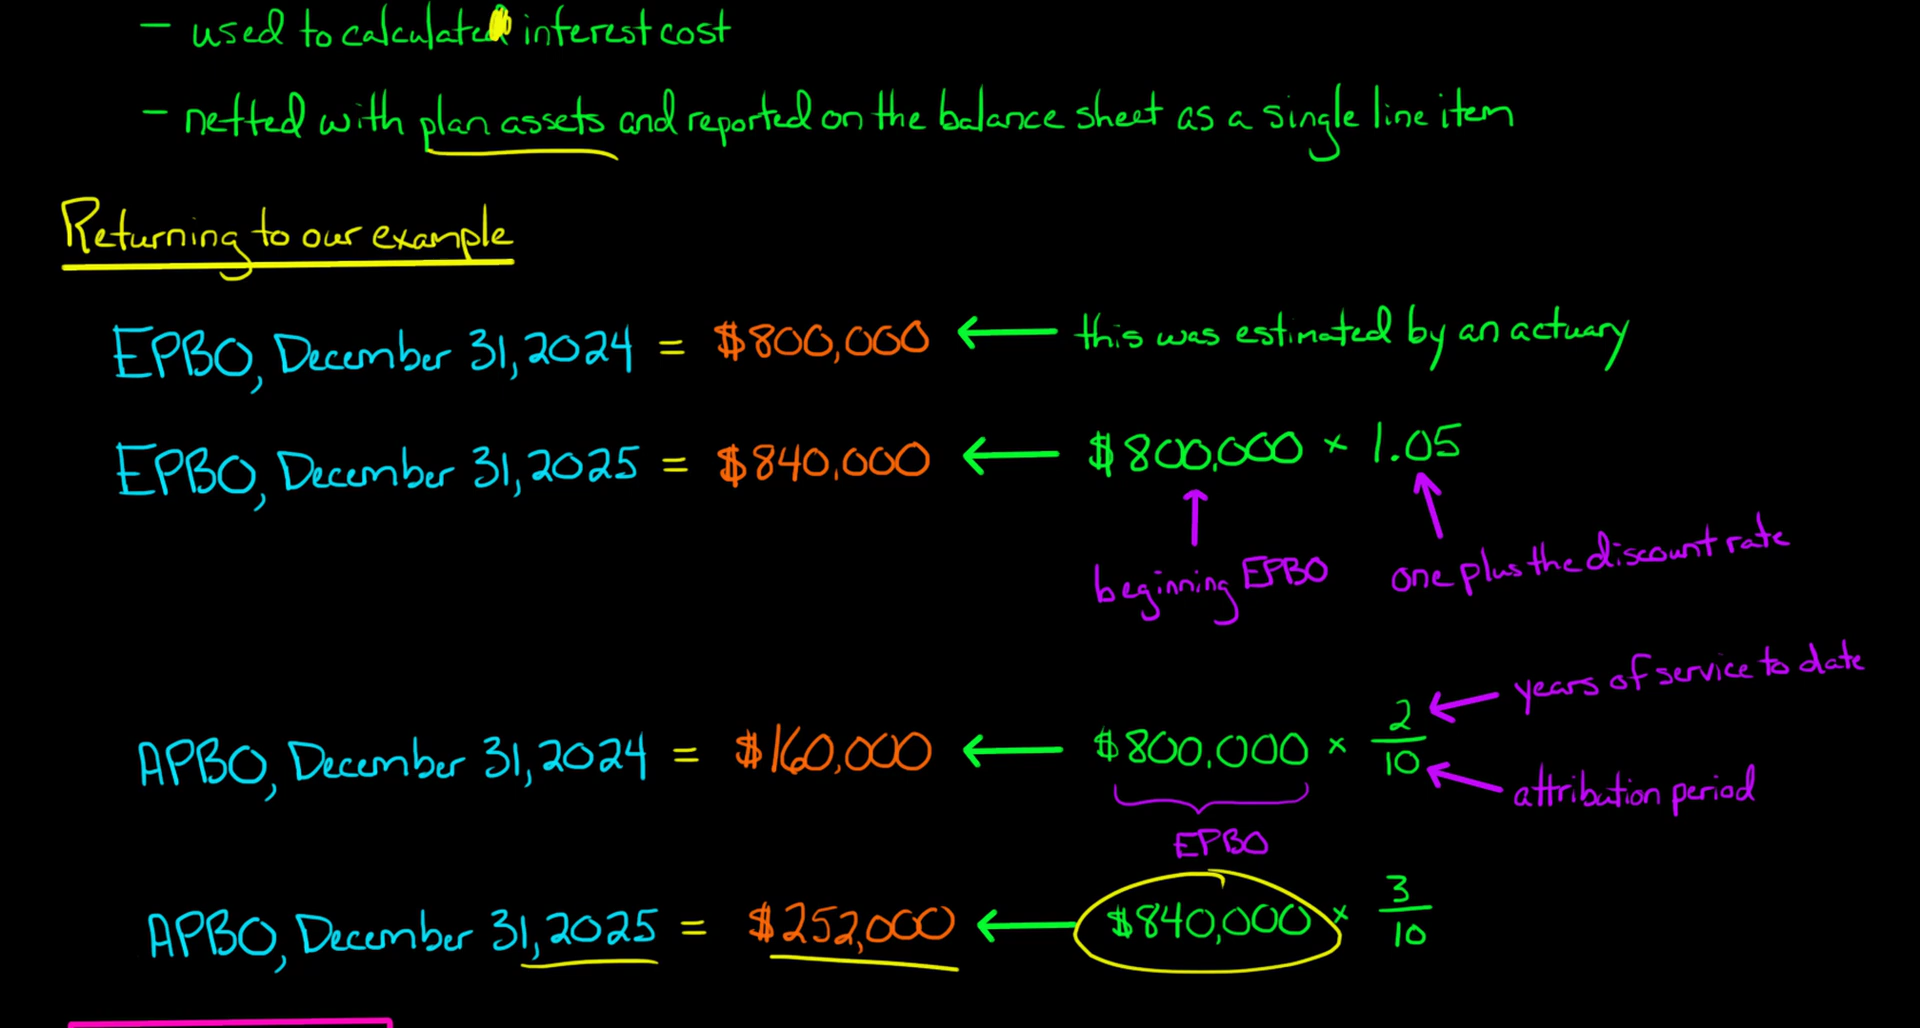 - used to calculate interest cost
- netted with plan assets and reported on the balance sheet as a single line item
Returning to our example
EPBO, December 31, 2024 = $800,000 ← this was estimated by an actuary
EPBO, December 31, 2025 = $840,000 ← $800,000 × 1.05
beginning EPBO one plus the discount rate
APBO, December 31, 2024 = $160,000 ← $800,000 × 2/10 ← years of service to date
← attribution period
EPBO
APBO, December 31, 2025 = $252,000 ← $840,000 × 3/10